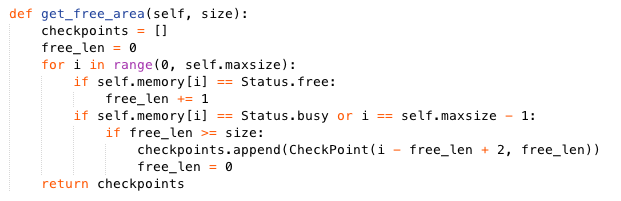 def get_free_area(self, size):
    checkpoints = []
    free_len = 0
    for i in range(0, self.maxsize):
        if self.memory[i] == Status.free:
            free_len += 1
        if self.memory[i] == Status.busy or i == self.maxsize - 1:
            if free_len >= size:
                checkpoints.append(CheckPoint(i - free_len + 2, free_len))
                free_len = 0
    return checkpoints